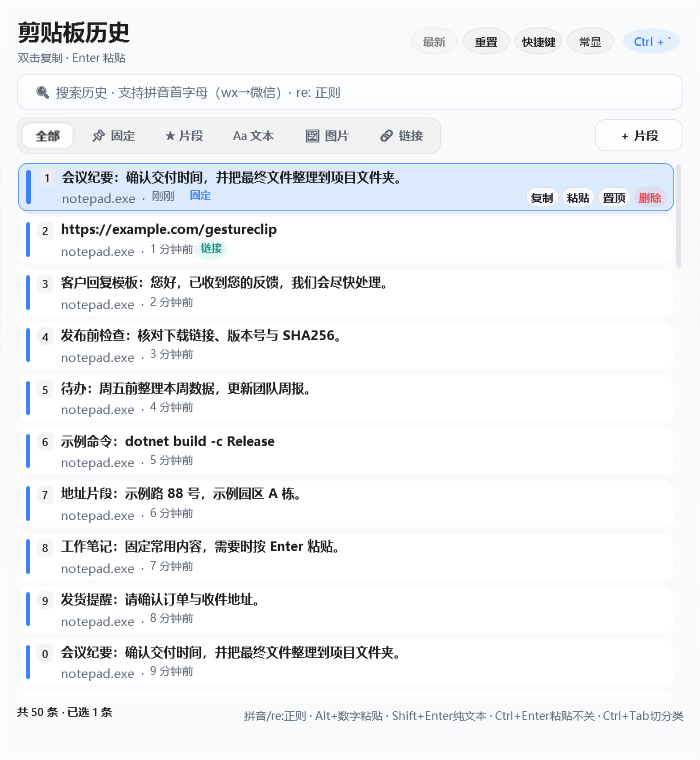 剪贴板历史
双击复制 · Enter 粘贴
最新 重置 快捷键 常显 Ctrl + `
搜索历史 · 支持拼音首字母（wx→微信）· re: 正则
全部 固定 ★ 片段 Aa 文本 图片 链接 + 片段
1 会议纪要：确认交付时间，并把最终文件整理到项目文件夹。
notepad.exe · 刚刚 固定 复制 粘贴 置顶 删除
2 https://example.com/gestureclip
notepad.exe · 1 分钟前 链接
3 客户回复模板：您好，已收到您的反馈，我们会尽快处理。
notepad.exe · 2 分钟前
4 发布前检查：核对下载链接、版本号与 SHA256。
notepad.exe · 3 分钟前
5 待办：周五前整理本周数据，更新团队周报。
notepad.exe · 4 分钟前
6 示例命令：dotnet build -c Release
notepad.exe · 5 分钟前
7 地址片段：示例路 88 号，示例园区 A 栋。
notepad.exe · 6 分钟前
8 工作笔记：固定常用内容，需要时按 Enter 粘贴。
notepad.exe · 7 分钟前
9 发货提醒：请确认订单与收件地址。
notepad.exe · 8 分钟前
0 会议纪要：确认交付时间，并把最终文件整理到项目文件夹。
notepad.exe · 9 分钟前
共 50 条 · 已选 1 条 拼音/re:正则 · Alt+数字粘贴 · Shift+Enter纯文本 · Ctrl+Enter粘贴不关 · Ctrl+Tab切分类